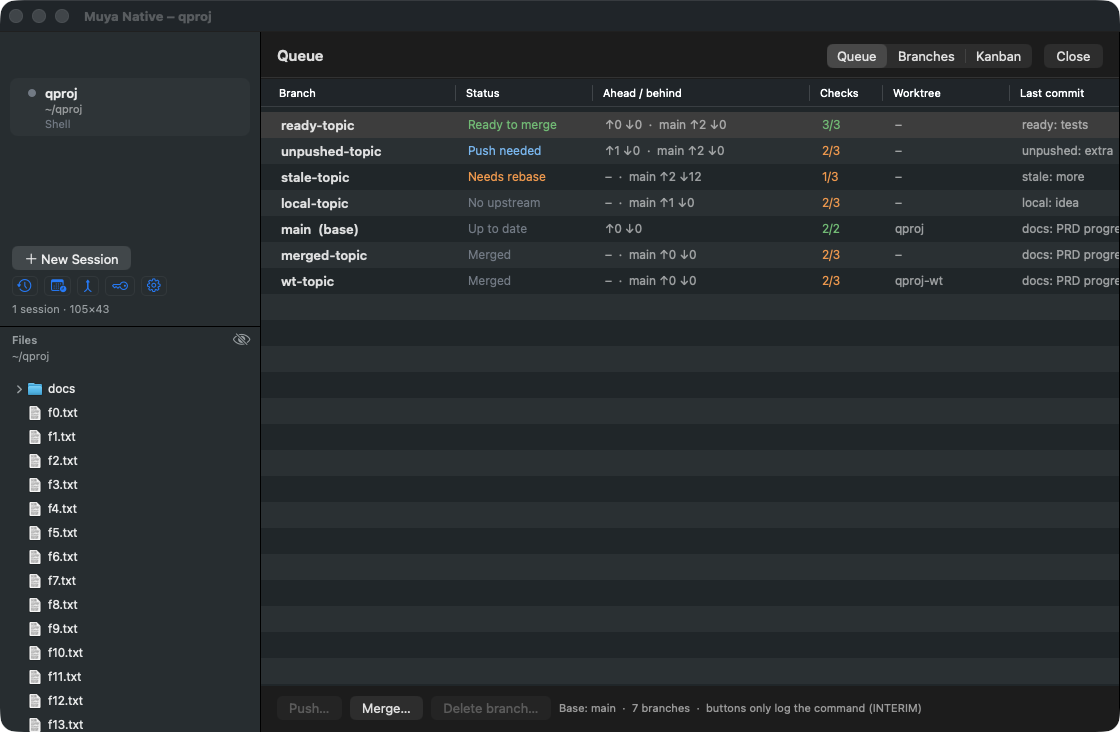 Muya Native – qproj
qproj
~/qproj
Shell
+ New Session
1 session · 105×43
Files
~/qproj
docs
f0.txt
f1.txt
f2.txt
f3.txt
f4.txt
f5.txt
f6.txt
f7.txt
f8.txt
f9.txt
f10.txt
f11.txt
f12.txt
f13.txt
Queue
Queue Branches Kanban Close
Branch Status Ahead / behind Checks Worktree Last commit
ready-topic Ready to merge ↑0 ↓0 · main ↑2 ↓0 3/3 – ready: tests
unpushed-topic Push needed ↑1 ↓0 · main ↑2 ↓0 2/3 – unpushed: extra
stale-topic Needs rebase – · main ↑2 ↓12 1/3 – stale: more
local-topic No upstream – · main ↑1 ↓0 2/3 – local: idea
main (base) Up to date ↑0 ↓0 2/2 qproj docs: PRD progre
merged-topic Merged – · main ↑0 ↓0 2/3 – docs: PRD progre
wt-topic Merged – · main ↑0 ↓0 2/3 qproj-wt docs: PRD progre
Push... Merge... Delete branch... Base: main · 7 branches · buttons only log the command (INTERIM)